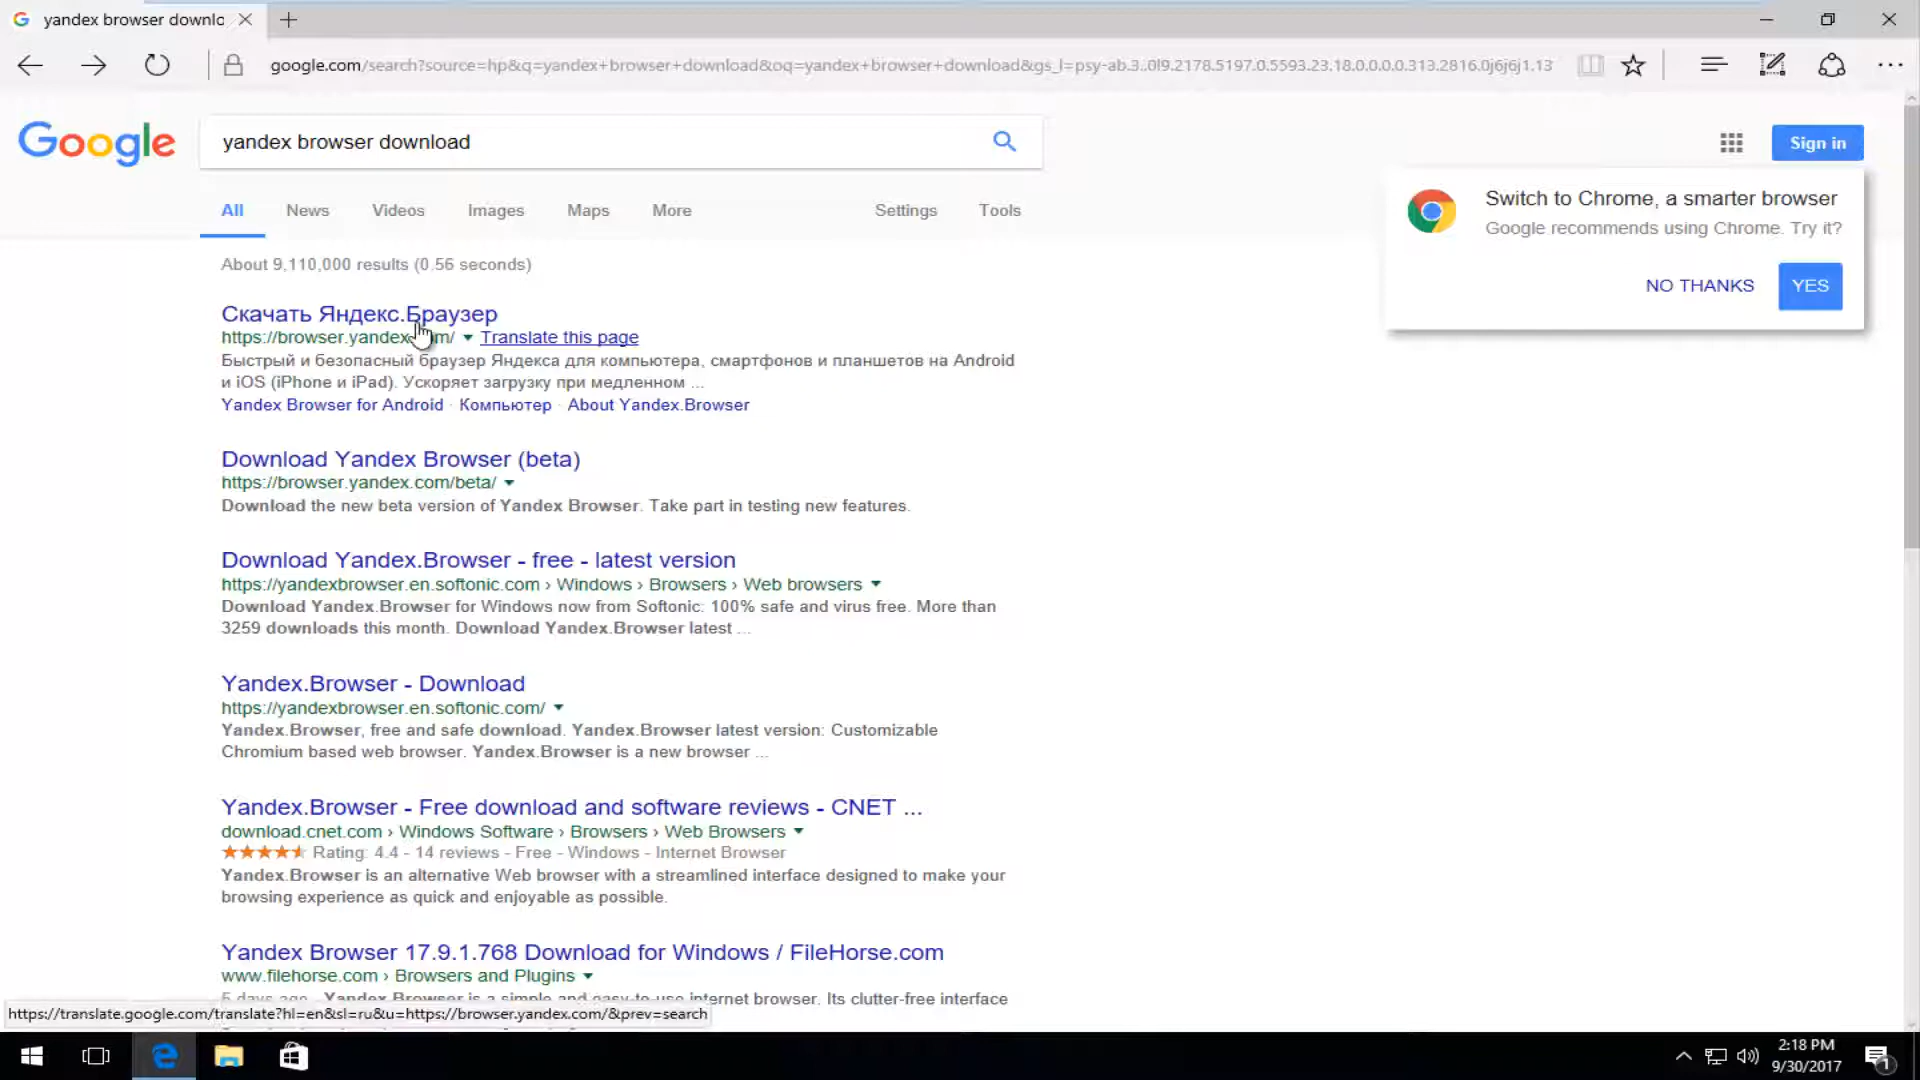 yandex browser downlo
google.com/search?source=hp&q=yandex+browser+download&oq=yandex+browser+download&gs_l=psy-ab.3..0l9.2178.5197.0.5593.23.18.0.0.0.0.313.2816.0j6j6j1.13
Google
yandex browser download
Sign in
All News Videos Images Maps More Settings Tools
Switch to Chrome, a smarter browser
Google recommends using Chrome. Try it?
NO THANKS YES
About 9,110,000 results (0.56 seconds)
Скачать Яндекс.Браузер
https://browser.yandex. m/ Translate this page
Быстрый и безопасный браузер Яндекса для компьютера, смартфонов и планшетов на Android
и iOS (iPhone и iPad). Ускоряет загрузку при медленном ...
Yandex Browser for Android · Компьютер · About Yandex.Browser
Download Yandex Browser (beta)
https://browser.yandex.com/beta/
Download the new beta version of Yandex Browser. Take part in testing new features.
Download Yandex.Browser - free - latest version
https://yandexbrowser.en.softonic.com › Windows › Browsers › Web browsers
Download Yandex.Browser for Windows now from Softonic: 100% safe and virus free. More than
3259 downloads this month. Download Yandex.Browser latest ...
Yandex.Browser - Download
https://yandexbrowser.en.softonic.com/
Yandex.Browser, free and safe download. Yandex.Browser latest version: Customizable
Chromium based web browser. Yandex.Browser is a new browser ...
Yandex.Browser - Free download and software reviews - CNET ...
download.cnet.com › Windows Software › Browsers › Web Browsers
Rating: 4.4 - 14 reviews - Free - Windows - Internet Browser
Yandex.Browser is an alternative Web browser with a streamlined interface designed to make your
browsing experience as quick and enjoyable as possible.
Yandex Browser 17.9.1.768 Download for Windows / FileHorse.com
www.filehorse.com › Browsers and Plugins
5 days ago - Yandex Browser is a simple and easy-to-use internet browser. Its clutter-free interface
https://translate.google.com/translate?hl=en&sl=ru&u=https://browser.yandex.com/&prev=search
2:18 PM
9/30/2017
1